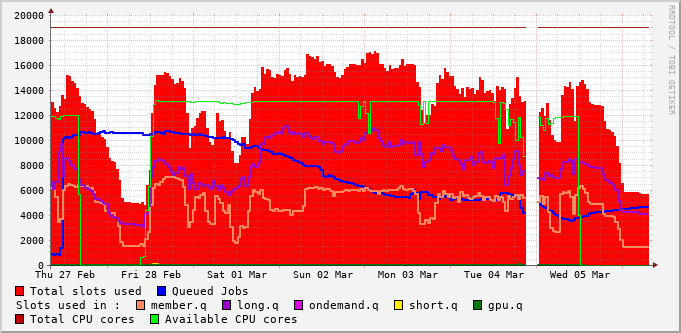 RRDTOOL / TOBI OETIKER
20000
18000
16000
14000
12000
10000
8000
6000
4000
2000
0
Thu 27 Feb Fri 28 Feb Sat 01 Mar Sun 02 Mar Mon 03 Mar Tue 04 Mar Wed 05 Mar
Total slots used Queued Jobs
Slots used in : member.q long.q ondemand.q short.q gpu.q
Total CPU cores Available CPU cores